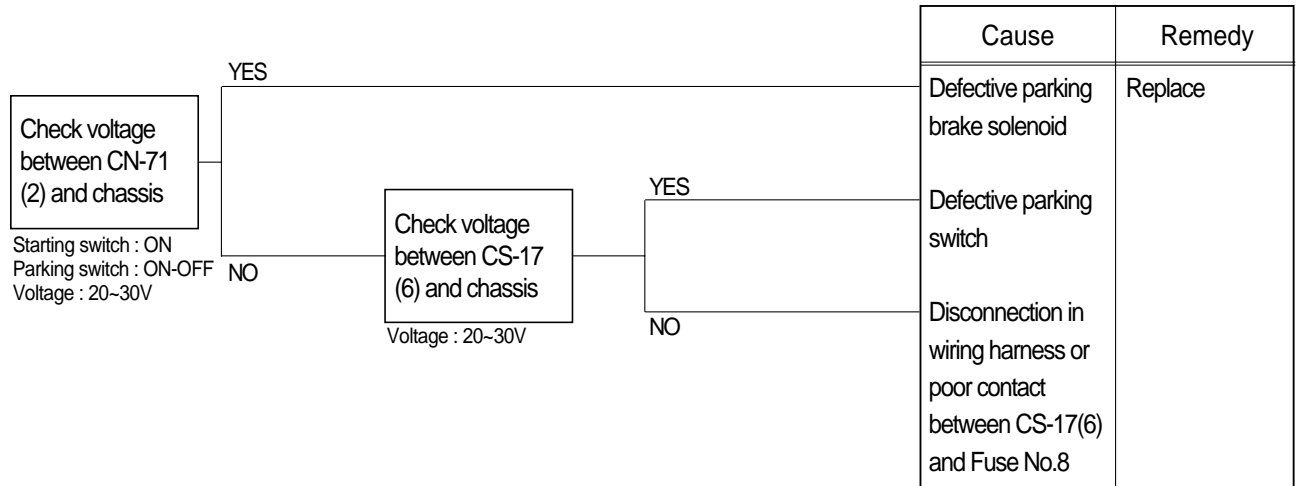 Cause
Remedy
YES
Check voltage
between CN-71
(2) and chassis
Starting switch : ON
Parking switch : ON-OFF
Voltage : 20~30V
NO
Check voltage
between CS-17
(6) and chassis
Voltage : 20~30V
YES
NO
Defective parking
brake solenoid
Replace
Defective parking
switch
Disconnection in
wiring harness or
poor contact
between CS-17(6)
and Fuse No.8